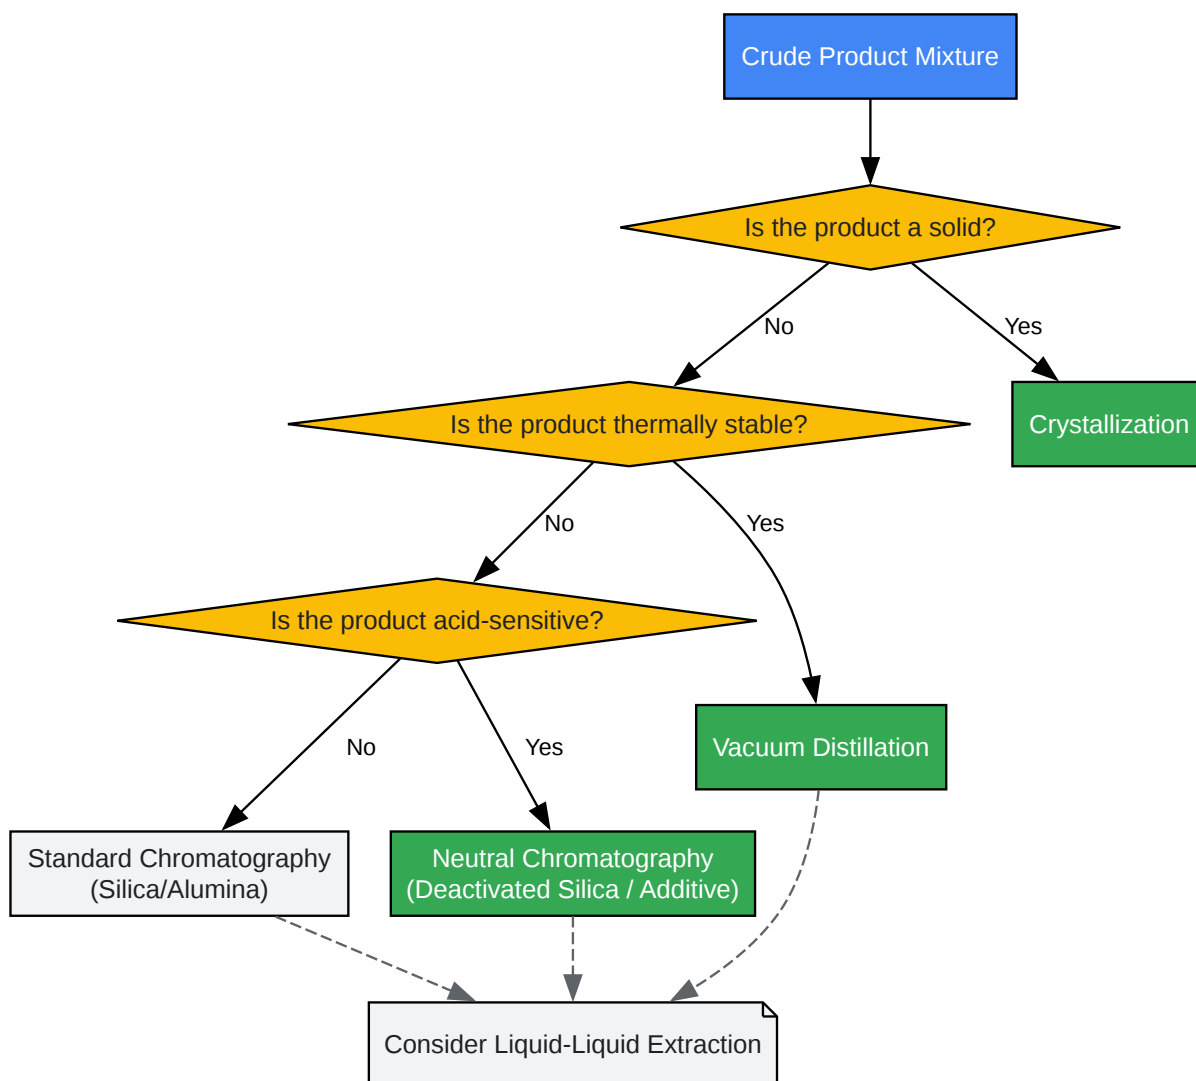 Crude Product Mixture
Is the product a solid?
No
Yes
Is the product thermally stable?
Crystallization
No
Yes
Is the product acid-sensitive?
No
Yes
Vacuum Distillation
Standard Chromatography
(Silica/Alumina)
Neutral Chromatography
(Deactivated Silica / Additive)
Consider Liquid-Liquid Extraction